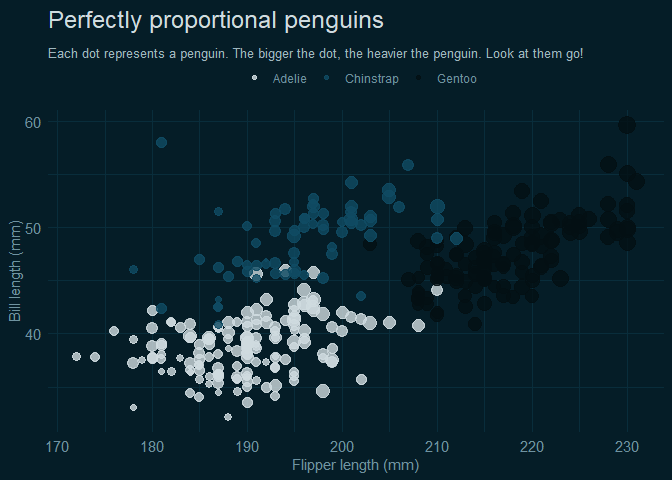 Perfectly proportional penguins
Each dot represents a penguin. The bigger the dot, the heavier the penguin. Look at them go!
Adelie Chinstrap Gentoo
60
50
40
Bill length (mm)
170 180 190 200 210 220 230
Flipper length (mm)